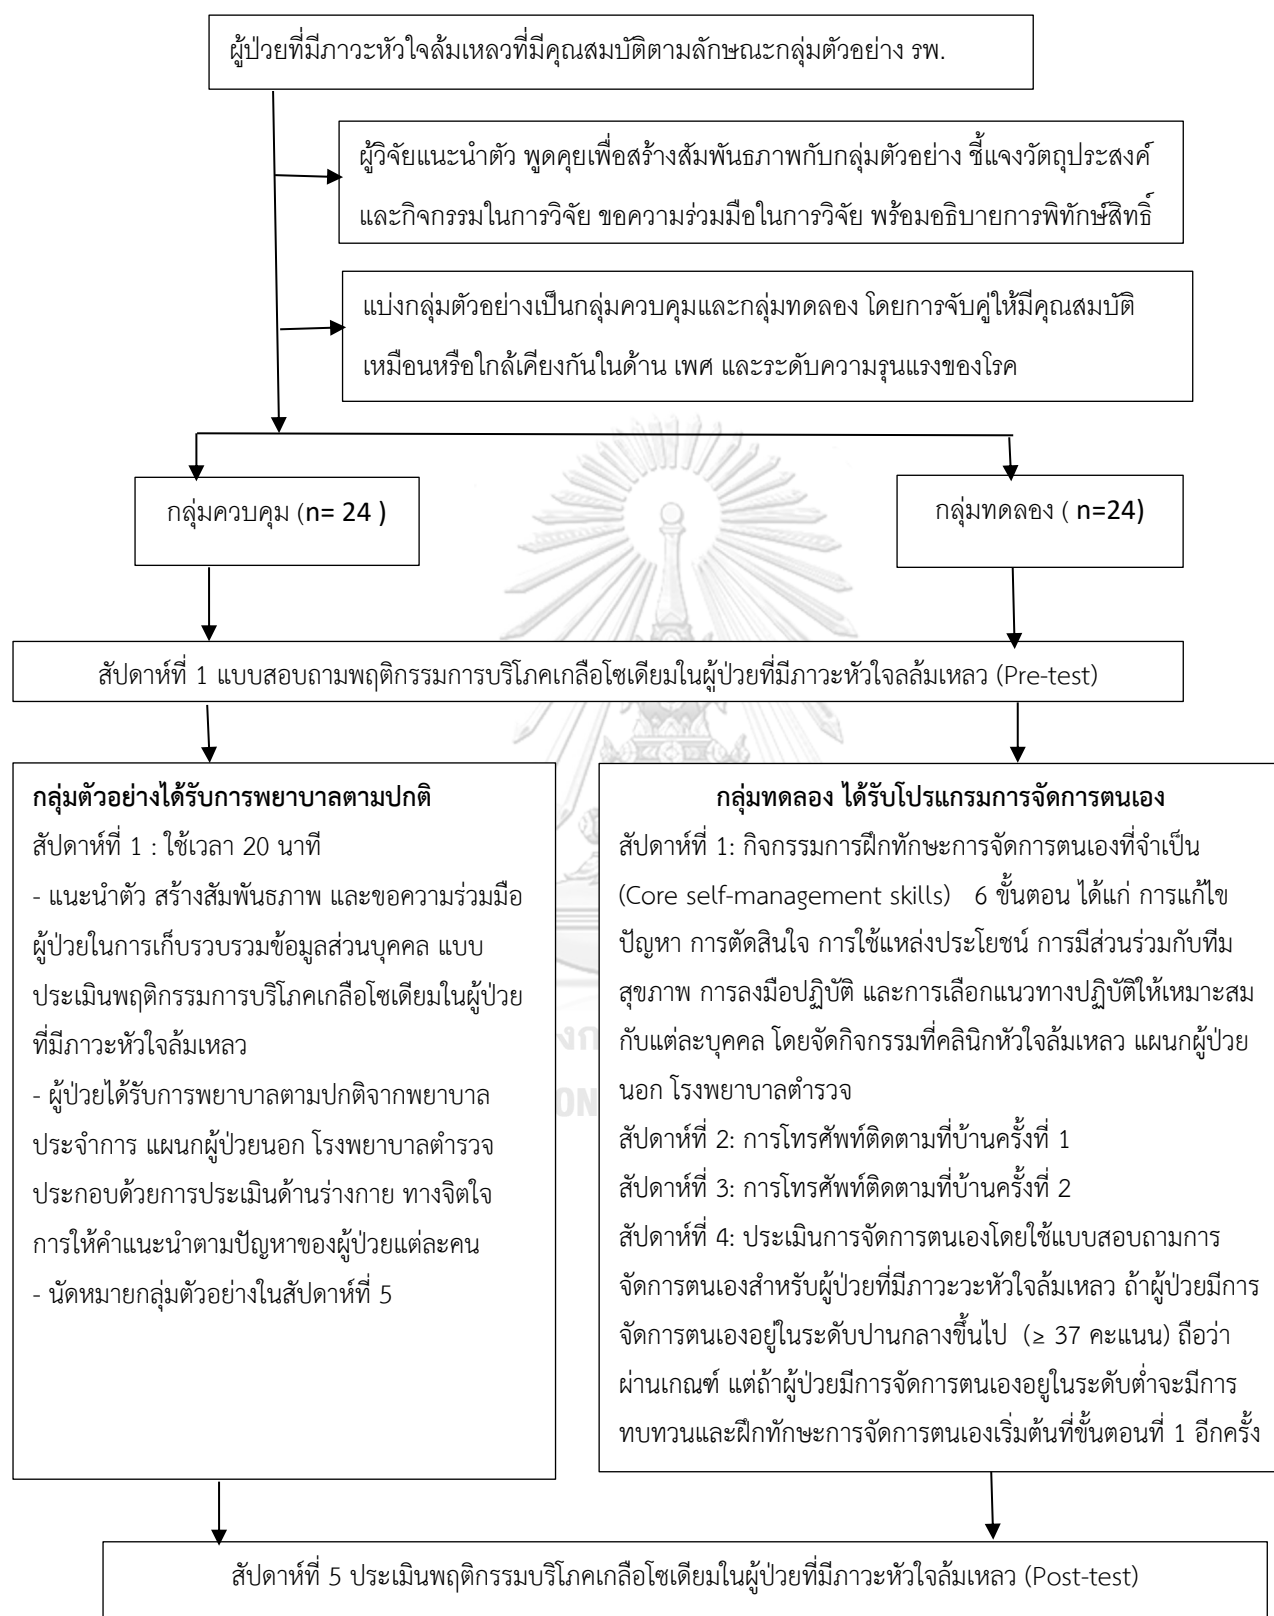 ผู้ป่วยที่มีภาวะหัวใจล้มเหลวที่มีคุณสมบัติตามลักษณะกลุ่มตัวอย่าง รพ.
ผู้วิจัยแนะนำตัว พูดคุยเพื่อสร้างสัมพันธภาพกับกลุ่มตัวอย่าง ชี้แจงวัตถุประสงค์
และกิจกรรมในการวิจัย ขอความร่วมมือในการวิจัย พร้อมอธิบายการพิทักษ์สิทธิ์
แบ่งกลุ่มตัวอย่างเป็นกลุ่มควบคุมและกลุ่มทดลอง โดยการจับคู่ให้มีคุณสมบัติ
เหมือนหรือใกล้เคียงกันในด้าน เพศ และระดับความรุนแรงของโรค
กลุ่มควบคุม (n= 24 )
กลุ่มทดลอง ( n=24)
สัปดาห์ที่ 1 แบบสอบถามพฤติกรรมการบริโภคเกลือโซเดียมในผู้ป่วยที่มีภาวะหัวใจลล้มเหลว (Pre-test)
กลุ่มตัวอย่างได้รับการพยาบาลตามปกติ
สัปดาห์ที่ 1 : ใช้เวลา 20 นาที
- แนะนำตัว สร้างสัมพันธภาพ และขอความร่วมมือ
ผู้ป่วยในการเก็บรวบรวมข้อมูลส่วนบุคคล แบบ
ประเมินพฤติกรรมการบริโภคเกลือโซเดียมในผู้ป่วย
ที่มีภาวะหัวใจล้มเหลว
- ผู้ป่วยได้รับการพยาบาลตามปกติจากพยาบาล
ประจำการ แผนกผู้ป่วยนอก โรงพยาบาลตำรวจ
ประกอบด้วยการประเมินด้านร่างกาย ทางจิตใจ
การให้คำแนะนำตามปัญหาของผู้ป่วยแต่ละคน
- นัดหมายกลุ่มตัวอย่างในสัปดาห์ที่ 5
กลุ่มทดลอง ได้รับโปรแกรมการจัดการตนเอง
สัปดาห์ที่ 1: กิจกรรมการฝึกทักษะการจัดการตนเองที่จำเป็น
(Core self-management skills) 6 ขั้นตอน ได้แก่ การแก้ไข
ปัญหา การตัดสินใจ การใช้แหล่งประโยชน์ การมีส่วนร่วมกับทีม
สุขภาพ การลงมือปฏิบัติ และการเลือกแนวทางปฏิบัติให้เหมาะสม
กับแต่ละบุคคล โดยจัดกิจกรรมที่คลินิกหัวใจล้มเหลว แผนกผู้ป่วย
นอก โรงพยาบาลตำรวจ
สัปดาห์ที่ 2: การโทรศัพท์ติดตามที่บ้านครั้งที่ 1
สัปดาห์ที่ 3: การโทรศัพท์ติดตามที่บ้านครั้งที่ 2
สัปดาห์ที่ 4: ประเมินการจัดการตนเองโดยใช้แบบสอบถามการ
จัดการตนเองสำหรับผู้ป่วยที่มีภาวะวะหัวใจล้มเหลว ถ้าผู้ป่วยมีการ
จัดการตนเองอยู่ในระดับปานกลางขึ้นไป (≥ 37 คะแนน) ถือว่า
ผ่านเกณฑ์ แต่ถ้าผู้ป่วยมีการจัดการตนเองอยู่ในระดับต่ำจะมีการ
ทบทวนและฝึกทักษะการจัดการตนเองเริ่มต้นที่ขั้นตอนที่ 1 อีกครั้ง
สัปดาห์ที่ 5 ประเมินพฤติกรรมบริโภคเกลือโซเดียมในผู้ป่วยที่มีภาวะหัวใจล้มเหลว (Post-test)